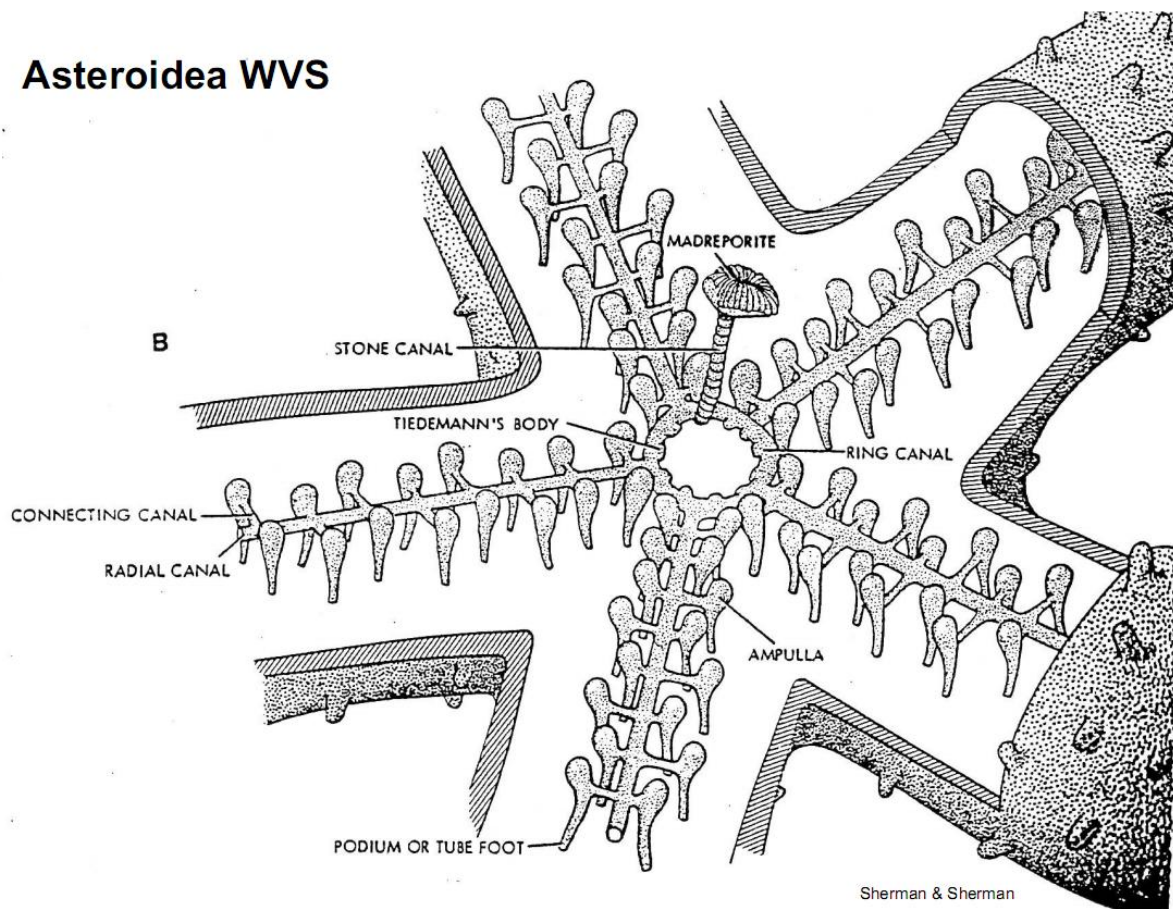 Asteroidea WVS
MADREPORITE
B
STONE CANAL
TIEDEMANN'S BODY
RING CANAL
CONNECTING CANAL
RADIAL CANAL
AMPULLA
PODIUM OR TUBE FOOT
Sherman & Sherman